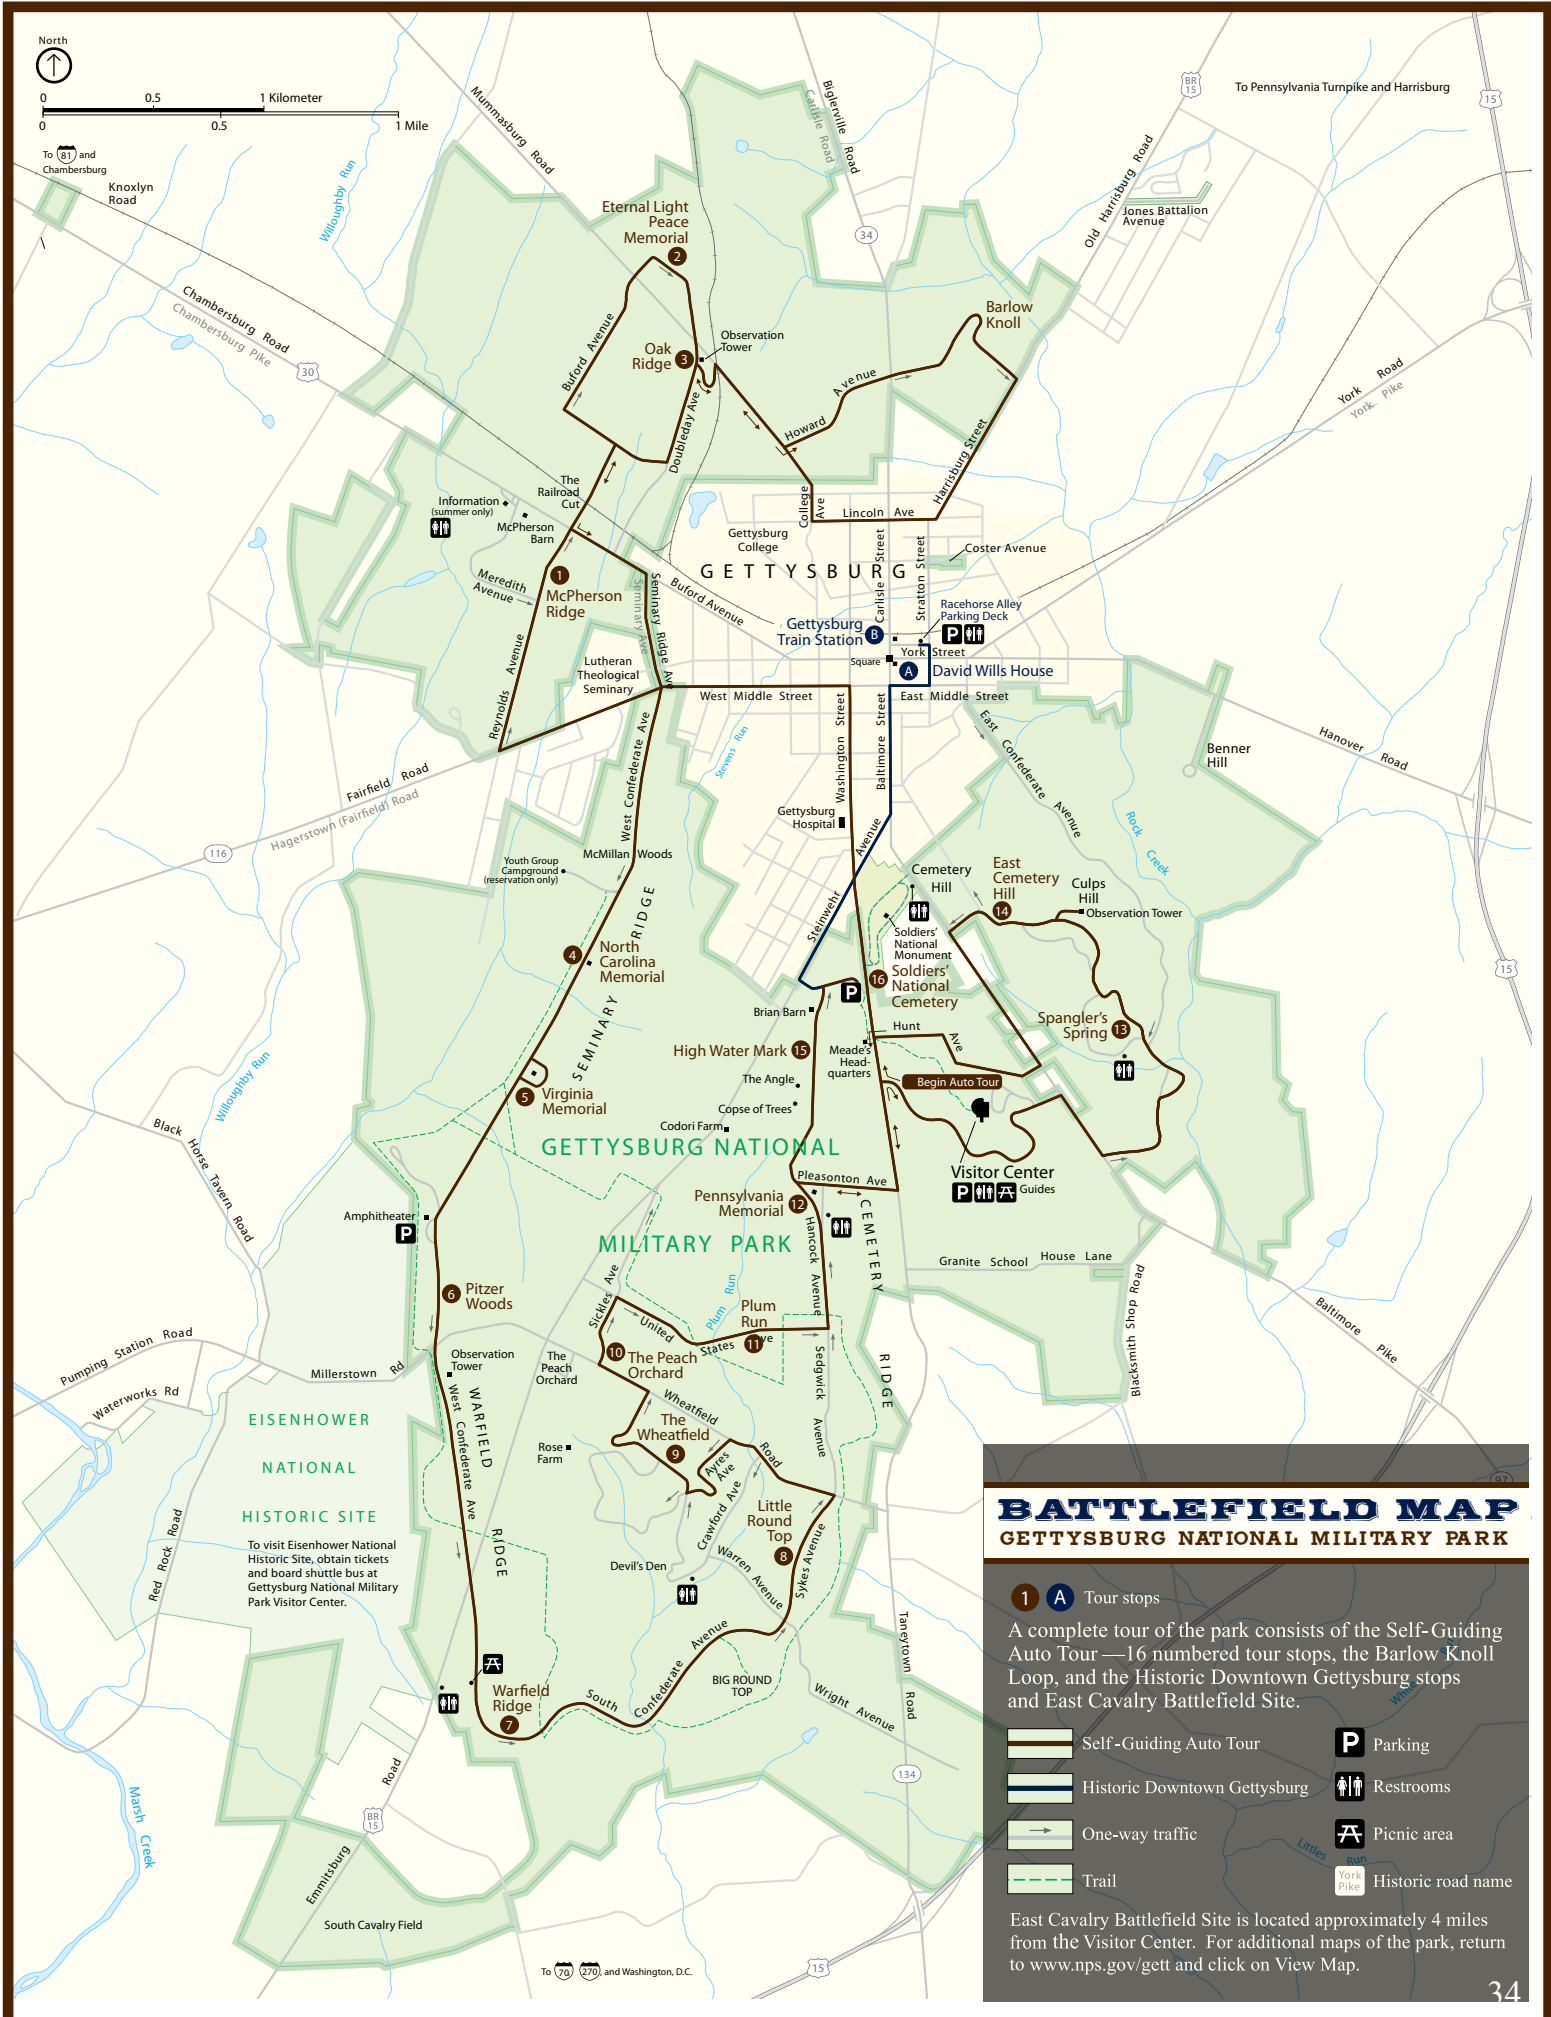 North
0
0.5
1 Kilometer
0
0.5
1 Mile
To 81 and
Chambersburg
Knoxlyn
Road
Willoughby Run
Mummasburg Road
Biglerville Road
Carlisle Road
34
BR
15
To Pennsylvania Turnpike and Harrisburg
15
Old Harrisburg Road
Jones Battalion
Avenue
Eternal Light
Peace
Memorial
2
Chambersburg Road
Chambersburg Pike
30
Buford Avenue
Oak
Ridge
3
Observation
Tower
Barlow
Knoll
Howard Avenue
York Road
York Pike
Doubleday Ave
Harrisburg Street
The
Railroad
Cut
Information
(summer only)
McPherson
Barn
College
Ave
Lincoln Ave
Gettysburg
College
Coster Avenue
GETTYSBURG
Carlisle Street
Stratton Street
Meredith
Avenue
1
McPherson
Ridge
Seminary Ave
Seminary Ridge Ave
Buford Avenue
Racehorse Alley
Parking Deck
P
Gettysburg
Train Station
B
York Street
Square
A
David Wills House
Reynolds Avenue
Lutheran
Theological
Seminary
West Middle Street
East Middle Street
Stevens Run
Washington Street
Baltimore Street
East Confederate Avenue
Benner
Hill
Hanover Road
Fairfield Road
Hagerstown (Fairfield) Road
116
West Confederate Ave
Gettysburg
Hospital
Steinwehr Avenue
Rock Creek
McMillan Woods
Youth Group
Campground
(reservation only)
Cemetery
Hill
East
Cemetery
Hill
14
Culps
Hill
Observation Tower
SEMINARY RIDGE
4
North
Carolina
Memorial
Soldiers'
National
Monument
16
Soldiers'
National
Cemetery
15
P
Brian Barn
Spangler's
Spring
13
Hunt Ave
High Water Mark
15
Meade's
Head-
quarters
Willoughby Run
Begin Auto Tour
The Angle
Copse of Trees
5
Virginia
Memorial
Codori Farm
Black Horse Tavern Road
GETTYSBURG NATIONAL
MILITARY PARK
Visitor Center
P
Guides
Pleasonton Ave
Pennsylvania
Memorial
12
Amphitheater
P
Hancock Avenue
CEMETERY RIDGE
Granite School House Lane
Blacksmith Shop Road
Baltimore Pike
6
Pitzer
Woods
Sickles Ave
Plum Run
Plum
Run
11
United States Ave
10
The Peach
Orchard
Pumping Station Road
Waterworks Rd
Millerstown Rd
Observation
Tower
The
Peach
Orchard
Sedgwick Avenue
EISENHOWER
NATIONAL
HISTORIC SITE
To visit Eisenhower National
Historic Site, obtain tickets
and board shuttle bus at
Gettysburg National Military
Park Visitor Center.
West Confederate Ave
WARFIELD RIDGE
Wheatfield Road
The
Wheatfield
9
Rose
Farm
Ayres
Ave
Crawford Ave
Little
Round
Top
8
Sykes Avenue
Warren Avenue
Devil's Den
Red Rock Road
Taneytown Road
BIG ROUND
TOP
Wright Avenue
Warfield
Ridge
7
South Confederate Avenue
134
Marsh Creek
BR
15
Emmitsburg Road
South Cavalry Field
To 70 270, and Washington, D.C.
15
97
BATTLEFIELD MAP
GETTYSBURG NATIONAL MILITARY PARK
1 A Tour stops
A complete tour of the park consists of the Self-Guiding
Auto Tour —16 numbered tour stops, the Barlow Knoll
Loop, and the Historic Downtown Gettysburg stops
and East Cavalry Battlefield Site.
Self-Guiding Auto Tour
P Parking
Historic Downtown Gettysburg
Restrooms
One-way traffic
Picnic area
Littles Run
Trail
York
Pike
Historic road name
East Cavalry Battlefield Site is located approximately 4 miles
from the Visitor Center. For additional maps of the park, return
to www.nps.gov/gett and click on View Map.
34